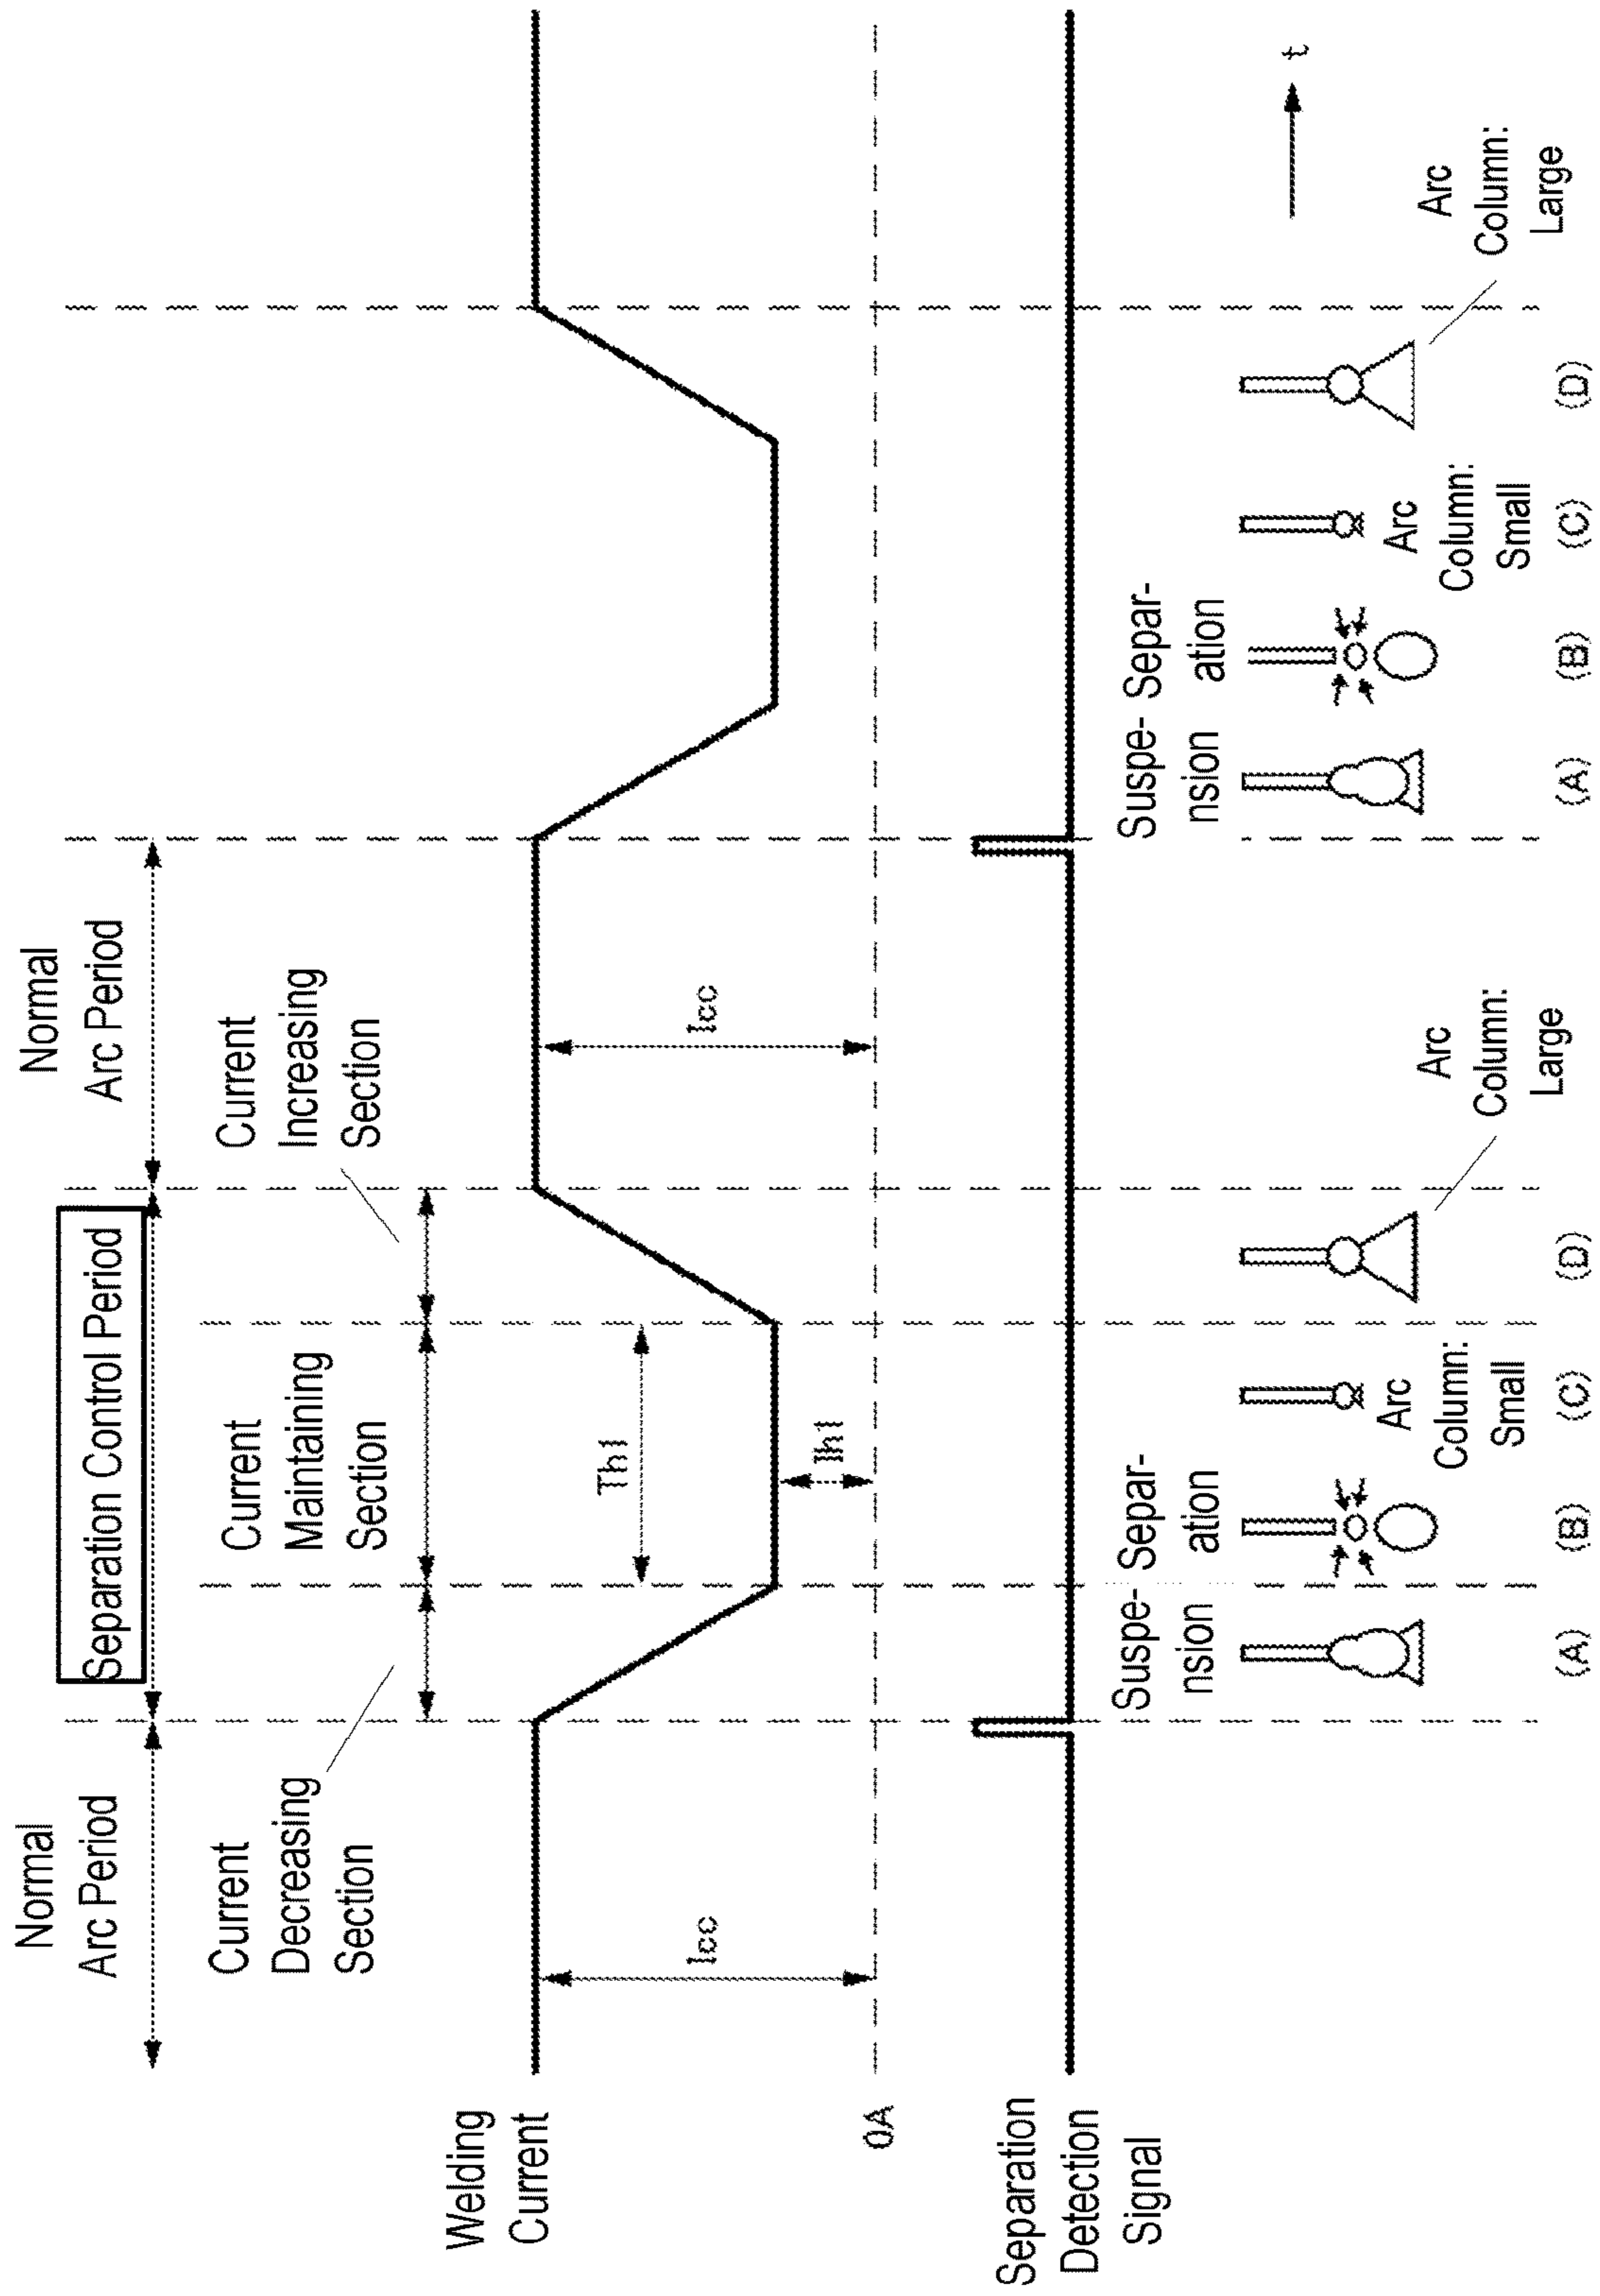 Normal
Arc Period
Separation Control Period
Normal
Arc Period
Current
Decreasing
Section
Current
Maintaining
Section
Current
Increasing
Section
Welding
Current
Icc
Th1
Ih1
Icc
0A
Separation
Detection
Signal
t
Suspe-
nsion
Separ-
ation
Arc
Column:
Small
Arc
Column:
Large
Suspe-
nsion
Separ-
ation
Arc
Column:
Small
Arc
Column:
Large
(A)
(B)
(C)
(D)
(A)
(B)
(C)
(D)